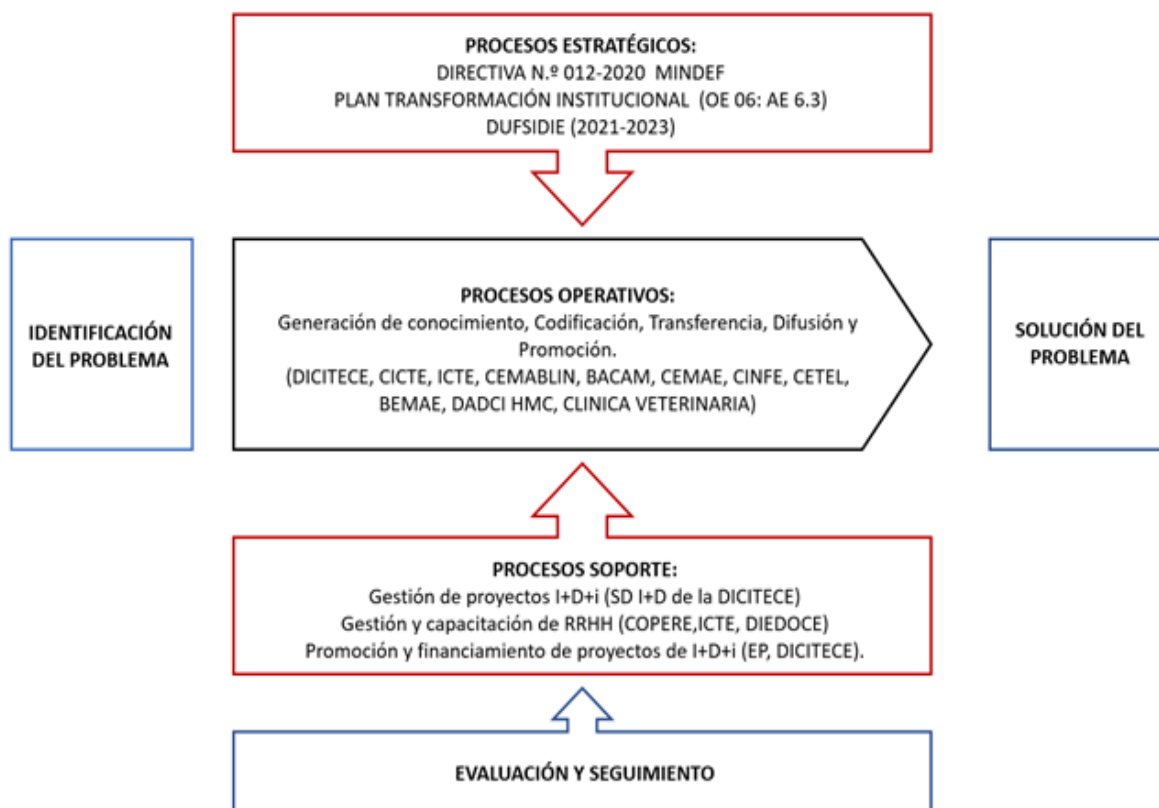 PROCESOS ESTRATÉGICOS:
DIRECTIVA N.º 012-2020 MINDEF
PLAN TRANSFORMACIÓN INSTITUCIONAL (OE 06: AE 6.3)
DUFSIDIE (2021-2023)
IDENTIFICACIÓN
DEL PROBLEMA
PROCESOS OPERATIVOS:
Generación de conocimiento, Codificación, Transferencia, Difusión y
Promoción.
(DICITECE, CICTE, ICTE, CEMABLIN, BACAM, CEMAE, CINFE, CETEL,
BEMAE, DADCI HMC, CLINICA VETERINARIA)
SOLUCIÓN DEL
PROBLEMA
PROCESOS SOPORTE:
Gestión de proyectos I+D+i (SD I+D de la DICITECE)
Gestión y capacitación de RRHH (COPERE,ICTE, DIEDOCE)
Promoción y financiamiento de proyectos de I+D+i (EP, DICITECE).
EVALUACIÓN Y SEGUIMIENTO